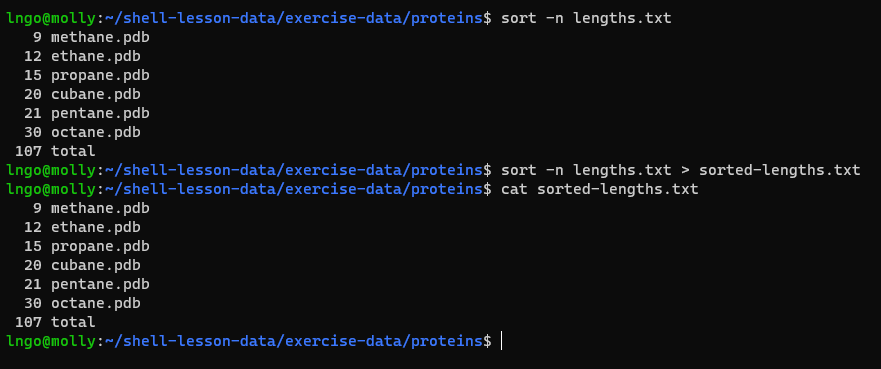 lngo@molly:~/shell-lesson-data/exercise-data/proteins$ sort -n lengths.txt
   9 methane.pdb
  12 ethane.pdb
  15 propane.pdb
  20 cubane.pdb
  21 pentane.pdb
  30 octane.pdb
 107 total
lngo@molly:~/shell-lesson-data/exercise-data/proteins$ sort -n lengths.txt > sorted-lengths.txt
lngo@molly:~/shell-lesson-data/exercise-data/proteins$ cat sorted-lengths.txt
   9 methane.pdb
  12 ethane.pdb
  15 propane.pdb
  20 cubane.pdb
  21 pentane.pdb
  30 octane.pdb
 107 total
lngo@molly:~/shell-lesson-data/exercise-data/proteins$